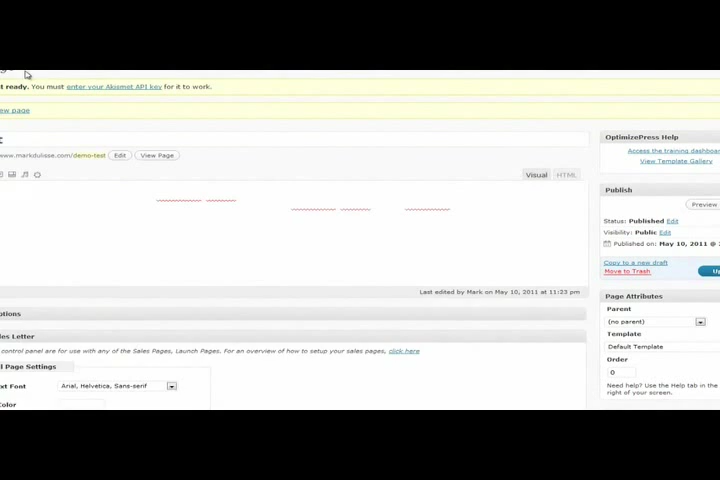 t ready. You must enter your Akismet API key for it to work.
ew page
www.markdulisse.com/demo-test Edit View Page
Visual HTML
Last edited by Mark on May 10, 2011 at 11:23 pm
ptions
les Letter
control panel are for use with any of the Sales Pages, Launch Pages. For an overview of how to setup your sales pages, click here
l Page Settings
xt Font Arial, Helvetica, Sans-serif
Color
OptimizePress Help
Access the training dashboar
View Template Gallery
Publish
Preview
Status: Published Edit
Visibility: Public Edit
Published on: May 10, 2011 @
Copy to a new draft
Move to Trash
Up
Page Attributes
Parent
(no parent)
Template
Default Template
Order
0
Need help? Use the Help tab in the
right of your screen.